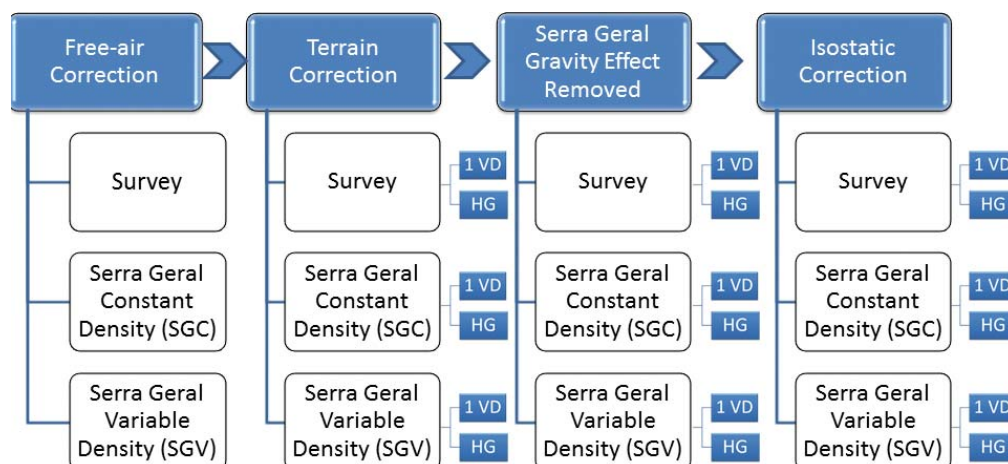 Free-air
Correction
Terrain
Correction
Serra Geral
Gravity Effect
Removed
Isostatic
Correction
Survey
Serra Geral
Constant
Density (SGC)
Serra Geral
Variable
Density (SGV)
Survey
1 VD
HG
Serra Geral
Constant
Density (SGC)
1 VD
HG
Serra Geral
Variable
Density (SGV)
1 VD
HG
Survey
1 VD
HG
Serra Geral
Constant
Density (SGC)
1 VD
HG
Serra Geral
Variable
Density (SGV)
1 VD
HG
Survey
1 VD
HG
Serra Geral
Constant
Density (SGC)
1 VD
HG
Serra Geral
Variable
Density (SGV)
1 VD
HG